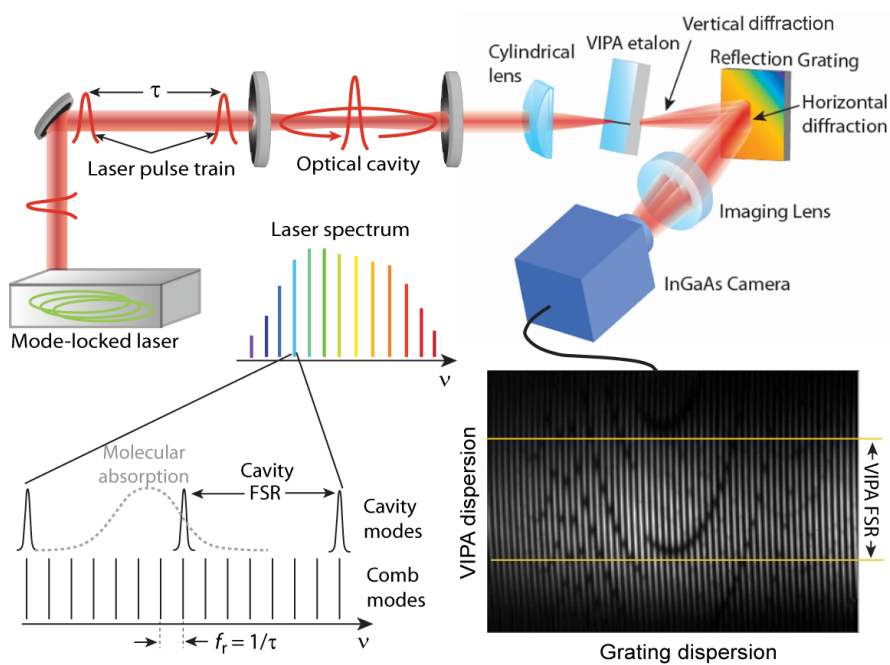 Vertical diffraction
VIPA etalon
Cylindrical
lens
Reflection Grating
τ
Horizontal
diffraction
Laser pulse train
Optical cavity
Imaging Lens
Laser spectrum
InGaAs Camera
Mode-locked laser
ν
Molecular
absorption
Cavity
FSR
Cavity
modes
Comb
modes
fr = 1/τ
ν
VIPA dispersion
VIPA FSR
Grating dispersion